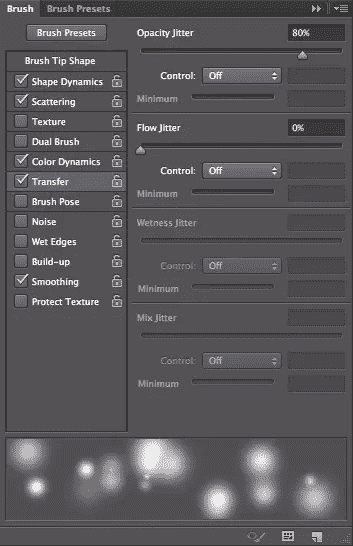 Brush Brush Presets
Brush Presets
Brush Tip Shape
Shape Dynamics
Scattering
Texture
Dual Brush
Color Dynamics
Transfer
Brush Pose
Noise
Wet Edges
Build-up
Smoothing
Protect Texture
Opacity Jitter 80%
Control: Off
Minimum
Flow Jitter 0%
Control: Off
Minimum
Wetness Jitter
Control: Off
Minimum
Mix Jitter
Control: Off
Minimum